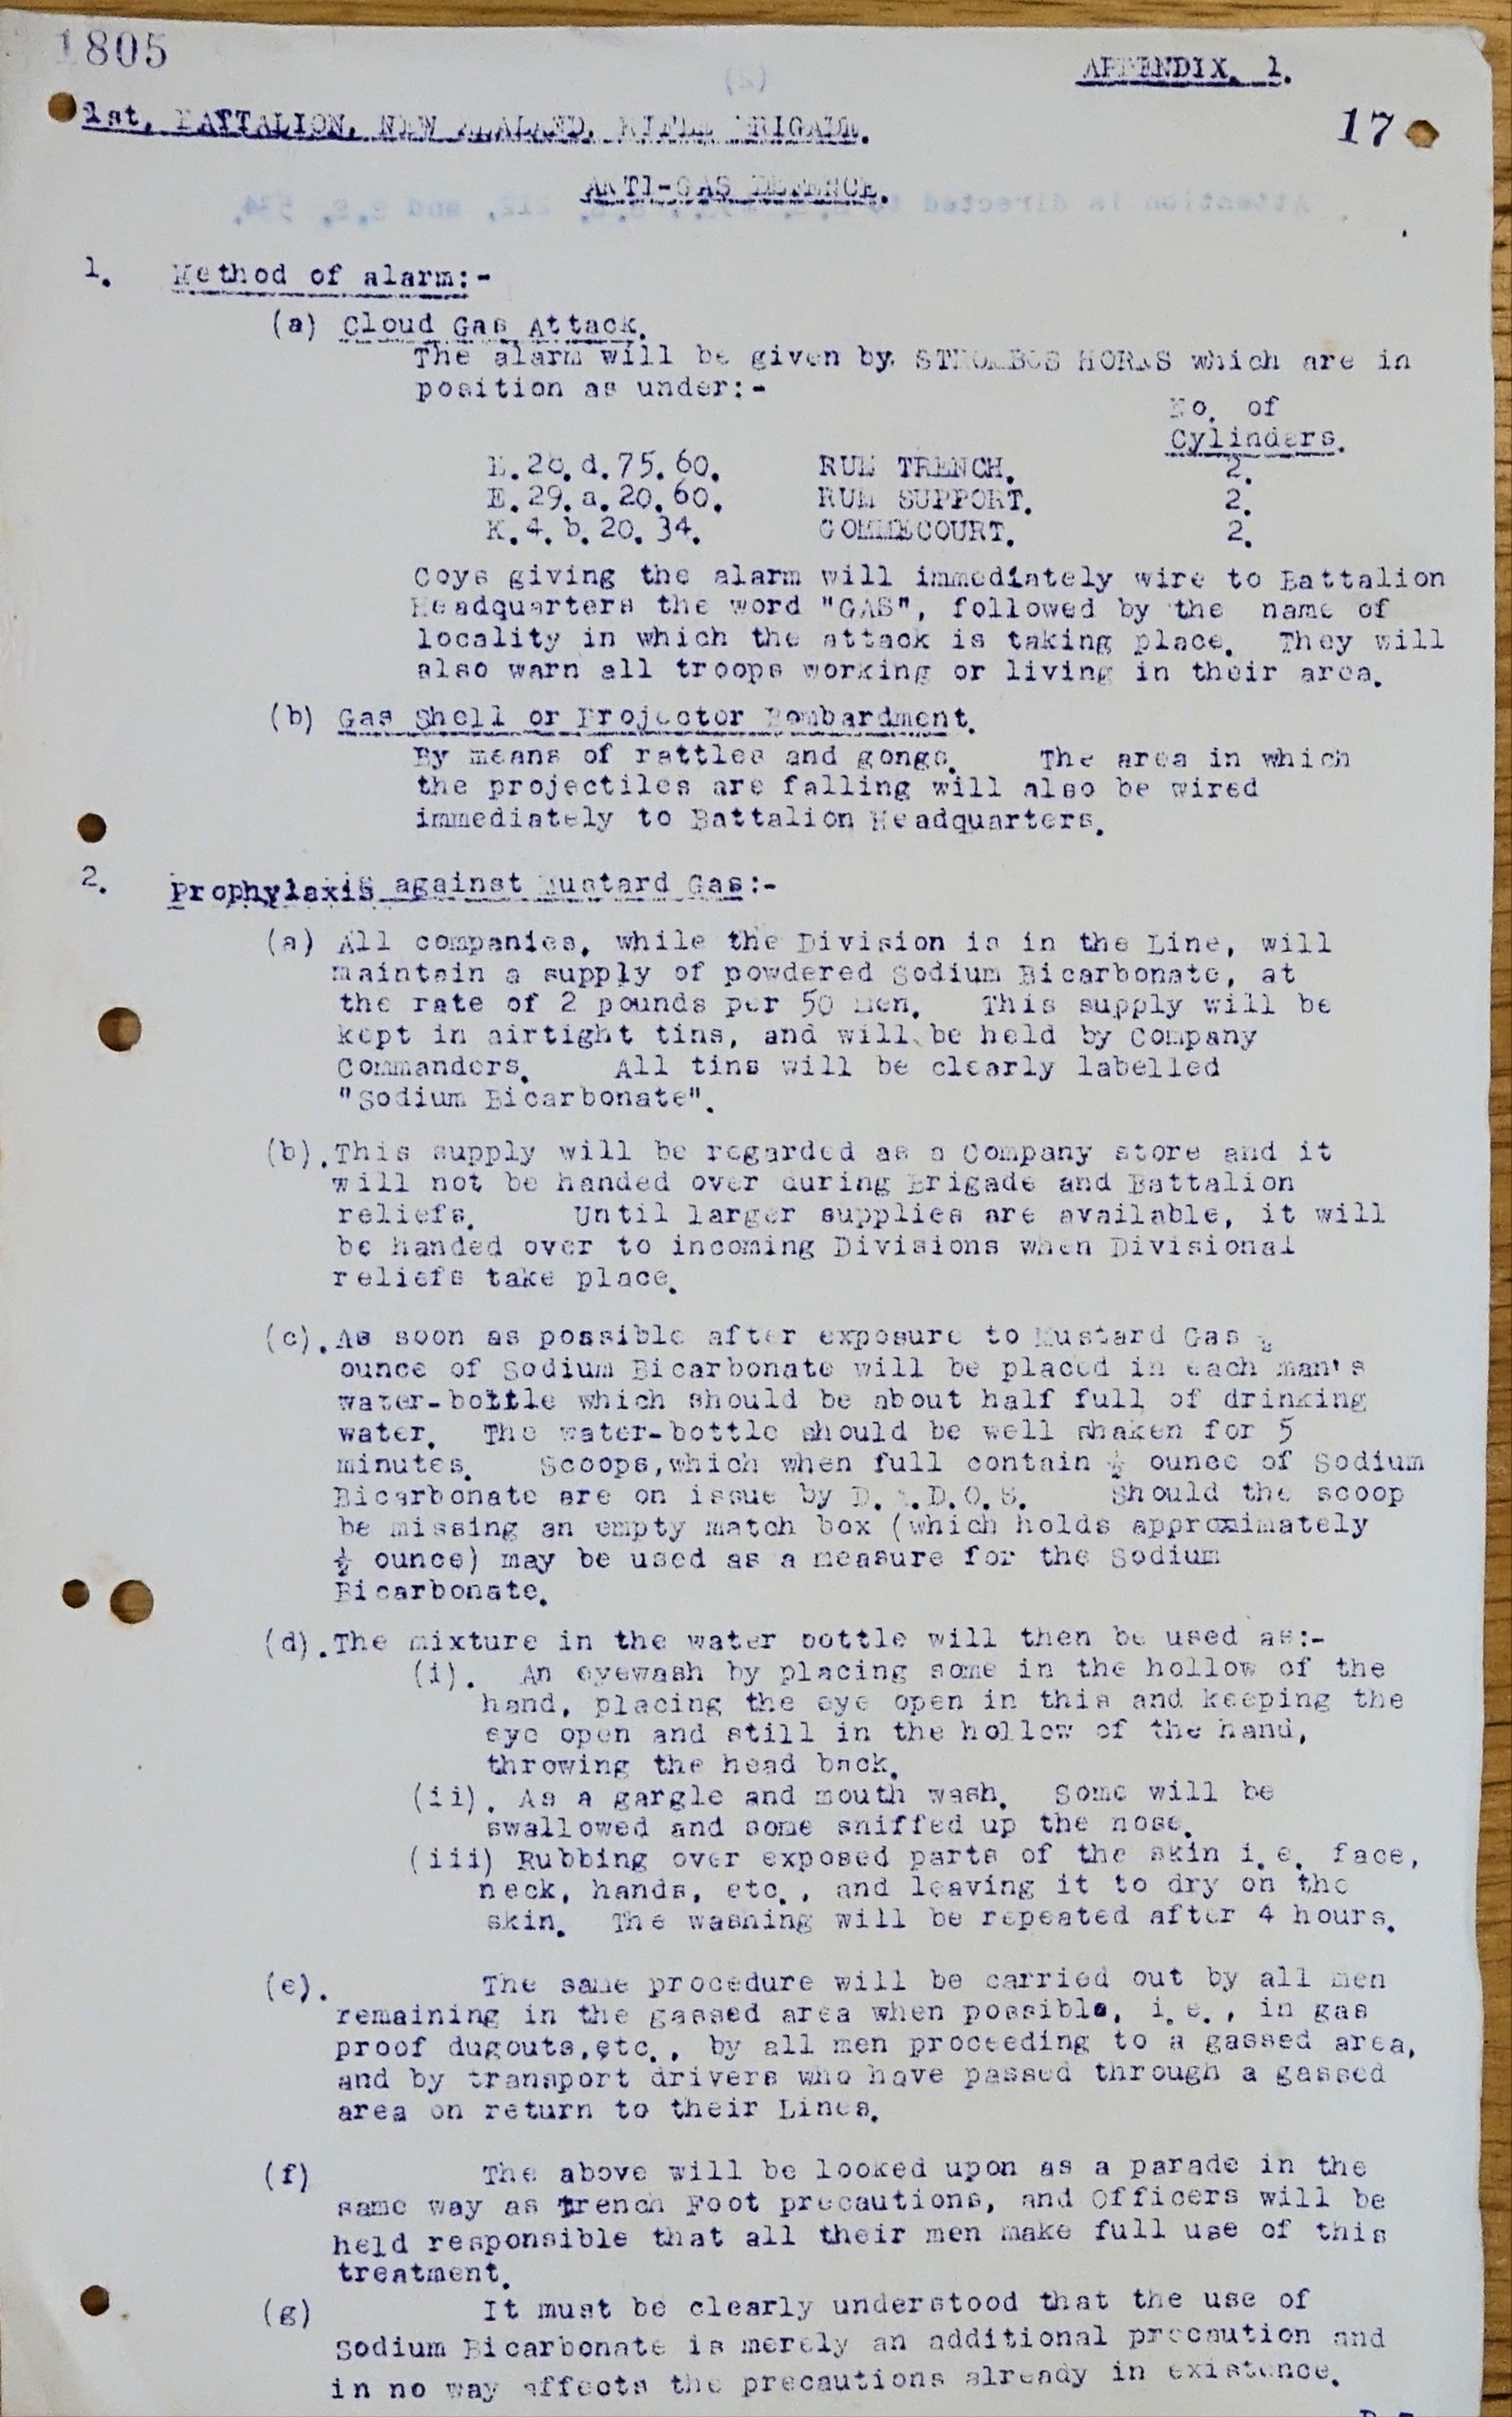 1805
APPENDIX. 1.
17
1st. BATTALION. NEW ZEALAND. RIFLE BRIGADE.
ANTI-GAS DEFENCE.
1. Method of alarm:-
(a) Cloud Gas Attack.
The alarm will be given by STROMBOS HORNS which are in
position as under:-
No. of
Cylinders.
E.28.d.75.60. RUM TRENCH. 2.
E.29.a.20.60. RUM SUPPORT. 2.
K.4.b.20.34. GOMMECOURT. 2.
Coys giving the alarm will immediately wire to Battalion
Headquarters the word "GAS", followed by the name of
locality in which the attack is taking place. They will
also warn all troops working or living in their area.
(b) Gas Shell or Projector Bombardment.
By means of rattles and gongs. The area in which
the projectiles are falling will also be wired
immediately to Battalion Headquarters.
2. Prophylaxis against Mustard Gas:-
(a) All companies, while the Division is in the Line, will
maintain a supply of powdered Sodium Bicarbonate, at
the rate of 2 pounds per 50 men. This supply will be
kept in airtight tins, and will be held by Company
Commanders. All tins will be clearly labelled
"Sodium Bicarbonate".
(b). This supply will be regarded as a Company store and it
will not be handed over during Brigade and Battalion
reliefs. Until larger supplies are available, it will
be handed over to incoming Divisions when Divisional
reliefs take place.
(c). As soon as possible after exposure to Mustard Gas ½
ounce of Sodium Bicarbonate will be placed in each man's
water-bottle which should be about half full of drinking
water. The water-bottle should be well shaken for 5
minutes. Scoops, which when full contain ½ ounce of Sodium
Bicarbonate are on issue by D.A.D.O.S. Should the scoop
be missing an empty match box (which holds approximately
½ ounce) may be used as a measure for the Sodium
Bicarbonate.
(d). The mixture in the water bottle will then be used as:-
(i). An eyewash by placing some in the hollow of the
hand, placing the eye open in this and keeping the
eye open and still in the hollow of the hand,
throwing the head back.
(ii). As a gargle and mouth wash. Some will be
swallowed and some sniffed up the nose.
(iii) Rubbing over exposed parts of the skin i.e. face,
neck, hands, etc., and leaving it to dry on the
skin. The washing will be repeated after 4 hours.
(e). The same procedure will be carried out by all men
remaining in the gassed area when possible, i.e., in gas
proof dugouts, etc., by all men proceeding to a gassed area,
and by transport drivers who have passed through a gassed
area on return to their Lines.
(f) The above will be looked upon as a parade in the
same way as Trench Foot precautions, and Officers will be
held responsible that all their men make full use of this
treatment.
(g) It must be clearly understood that the use of
Sodium Bicarbonate is merely an additional precaution and
in no way affects the precautions already in existence.